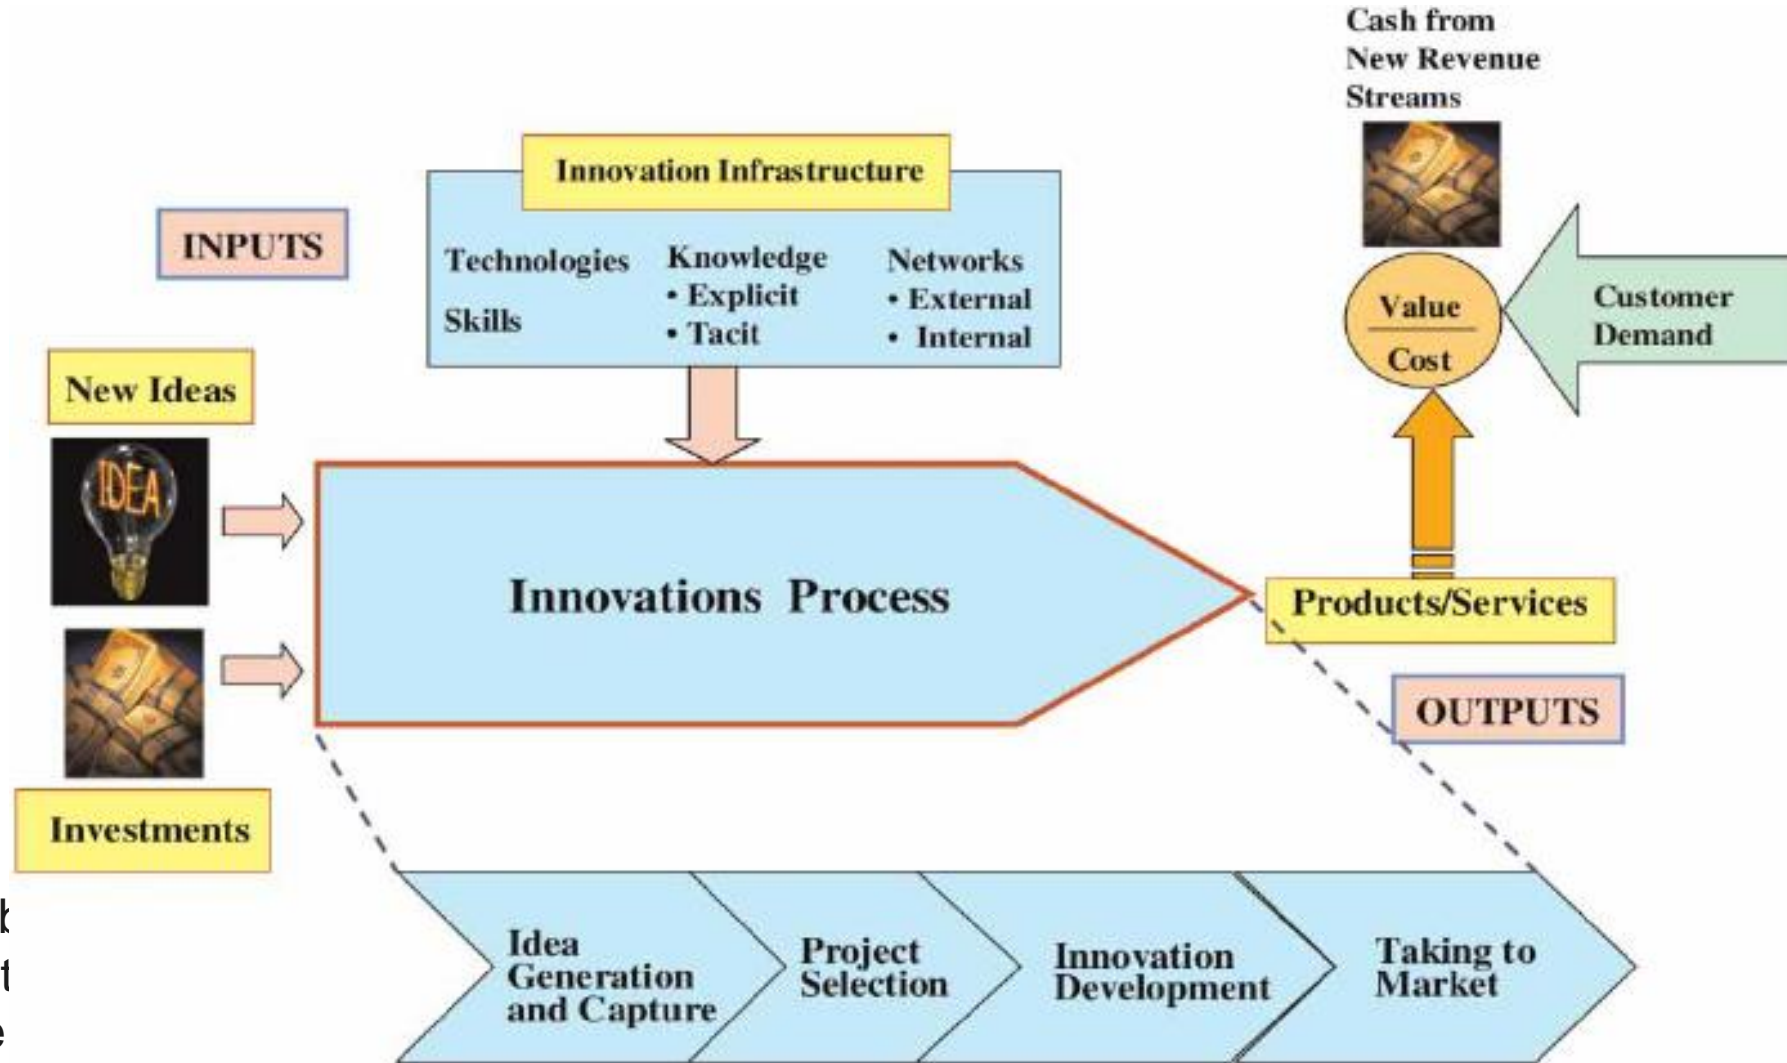 Cash from
New Revenue
Streams
Innovation Infrastructure
INPUTS
Technologies
Skills
Knowledge
• Explicit
• Tacit
Networks
• External
• Internal
Value
Cost
Customer
Demand
New Ideas
IDEA
Innovations Process
Products/Services
OUTPUTS
Investments
Idea
Generation
and Capture
Project
Selection
Innovation
Development
Taking to
Market